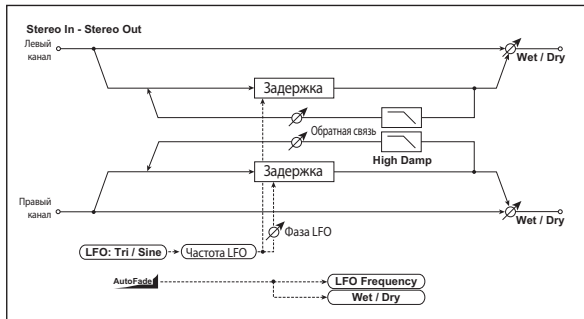 Stereo In - Stereo Out
Левый
канал
Wet / Dry
Задержка
Обратная связь
High Damp
Задержка
Правый
канал
Wet / Dry
Фаза LFO
LFO: Tri / Sine
Частота LFO
AutoFade
LFO Frequency
Wet / Dry